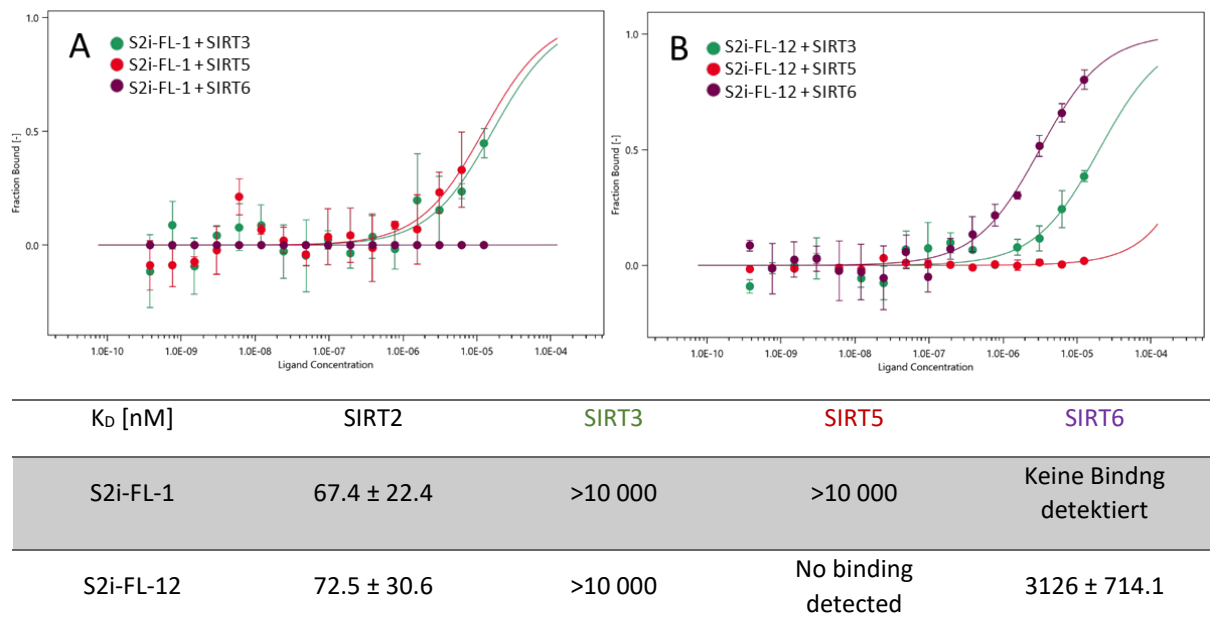 A
S2i-FL-1 + SIRT3
S2i-FL-1 + SIRT5
S2i-FL-1 + SIRT6
1.0
0.5
0.0
Fraction Bound [-]
1.0E-10 1.0E-09 1.0E-08 1.0E-07 1.0E-06 1.0E-05 1.0E-04
Ligand Concentration
B
S2i-FL-12 + SIRT3
S2i-FL-12 + SIRT5
S2i-FL-12 + SIRT6
1.0
0.5
0.0
Fraction Bound [-]
1.0E-10 1.0E-09 1.0E-08 1.0E-07 1.0E-06 1.0E-05 1.0E-04
Ligand Concentration
KD [nM] SIRT2 SIRT3 SIRT5 SIRT6
S2i-FL-1 67.4 ± 22.4 >10 000 >10 000 Keine Bindng
detektiert
S2i-FL-12 72.5 ± 30.6 >10 000 No binding
detected 3126 ± 714.1